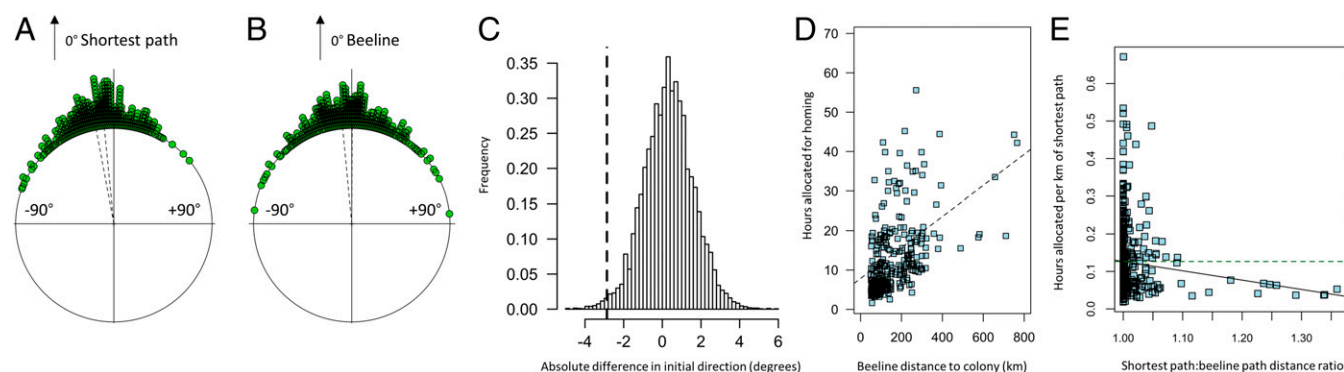 A
0° Shortest path
-90°
+90°
B
0° Beeline
-90°
+90°
C
Frequency
0.35
0.30
0.25
0.20
0.15
0.10
0.05
0.00
-4 -2 0 2 4 6
Absolute difference in initial direction (degrees)
D
Hours allocated for homing
70
60
50
40
30
20
10
0
0 200 400 600 800
Beeline distance to colony (km)
E
Hours allocated per km of shortest path
0.6
0.5
0.4
0.3
0.2
0.1
0.0
1.00 1.10 1.20 1.30
Shortest path:beeline path distance ratio